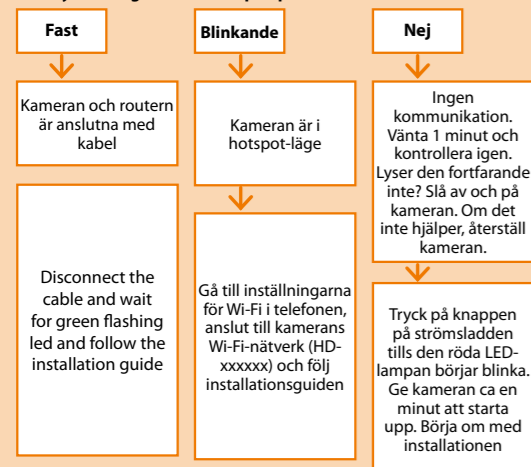 Fast
Kameran och routern
är anslutna med
kabel
Disconnect the
cable and wait
for green flashing
led and follow the
installation guide
Blinkande
Kameran är i
hotspot-läge
Gå till inställningarna
för Wi-Fi i telefonen,
anslut till kamerans
Wi-Fi-nätverk (HD-
xxxxxx) och följ
installationsguiden
Nej
Ingen
kommunikation.
Vänta 1 minut och
kontrollera igen.
Lyser den fortfarande
inte? Slå av och på
kameran. Om det
inte hjälper, återställ
kameran.
Tryck på knappen
på strömsladden
tills den röda LED-
lampan börjar blinka.
Ge kameran ca en
minut att starta
upp. Börja om med
installationen